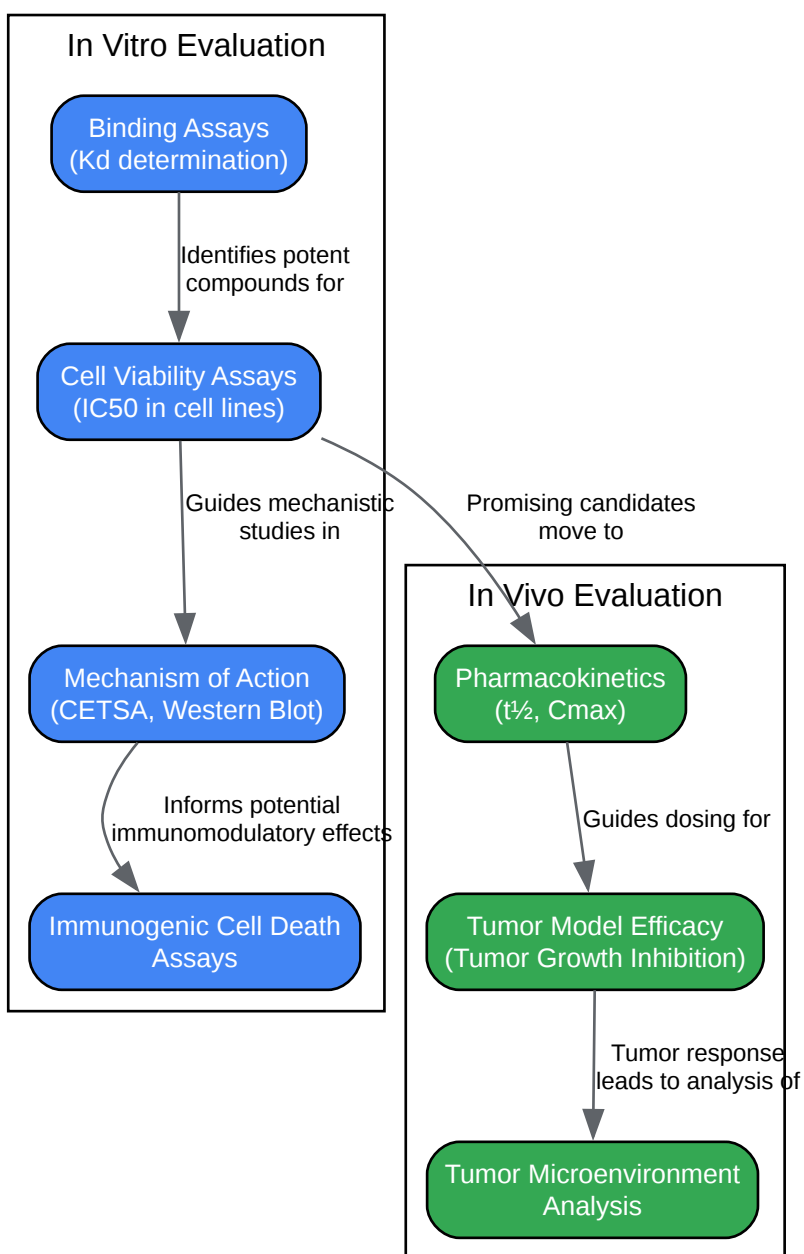 In Vitro Evaluation
Binding Assays
(Kd determination)
Identifies potent
compounds for
Cell Viability Assays
(IC50 in cell lines)
Guides mechanistic
studies in
Promising candidates
move to
In Vivo Evaluation
Mechanism of Action
(CETSA, Western Blot)
Pharmacokinetics
(t½, Cmax)
Informs potential
immunomodulatory effects
Guides dosing for
Immunogenic Cell Death
Assays
Tumor Model Efficacy
(Tumor Growth Inhibition)
Tumor response
leads to analysis of
Tumor Microenvironment
Analysis